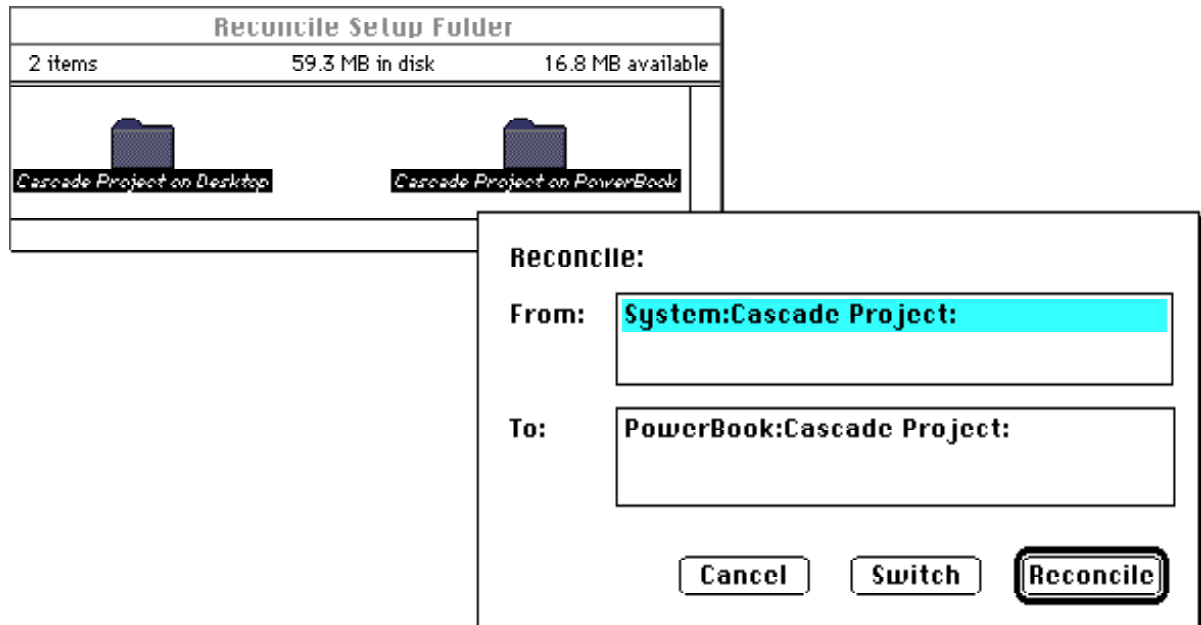 Reconcile Setup Folder
2 items 59.3 MB in disk 16.8 MB available
Cascade Project on Desktop Cascade Project on PowerBook
Reconcile:
From: System:Cascade Project:
To: PowerBook:Cascade Project:
Cancel Switch Reconcile